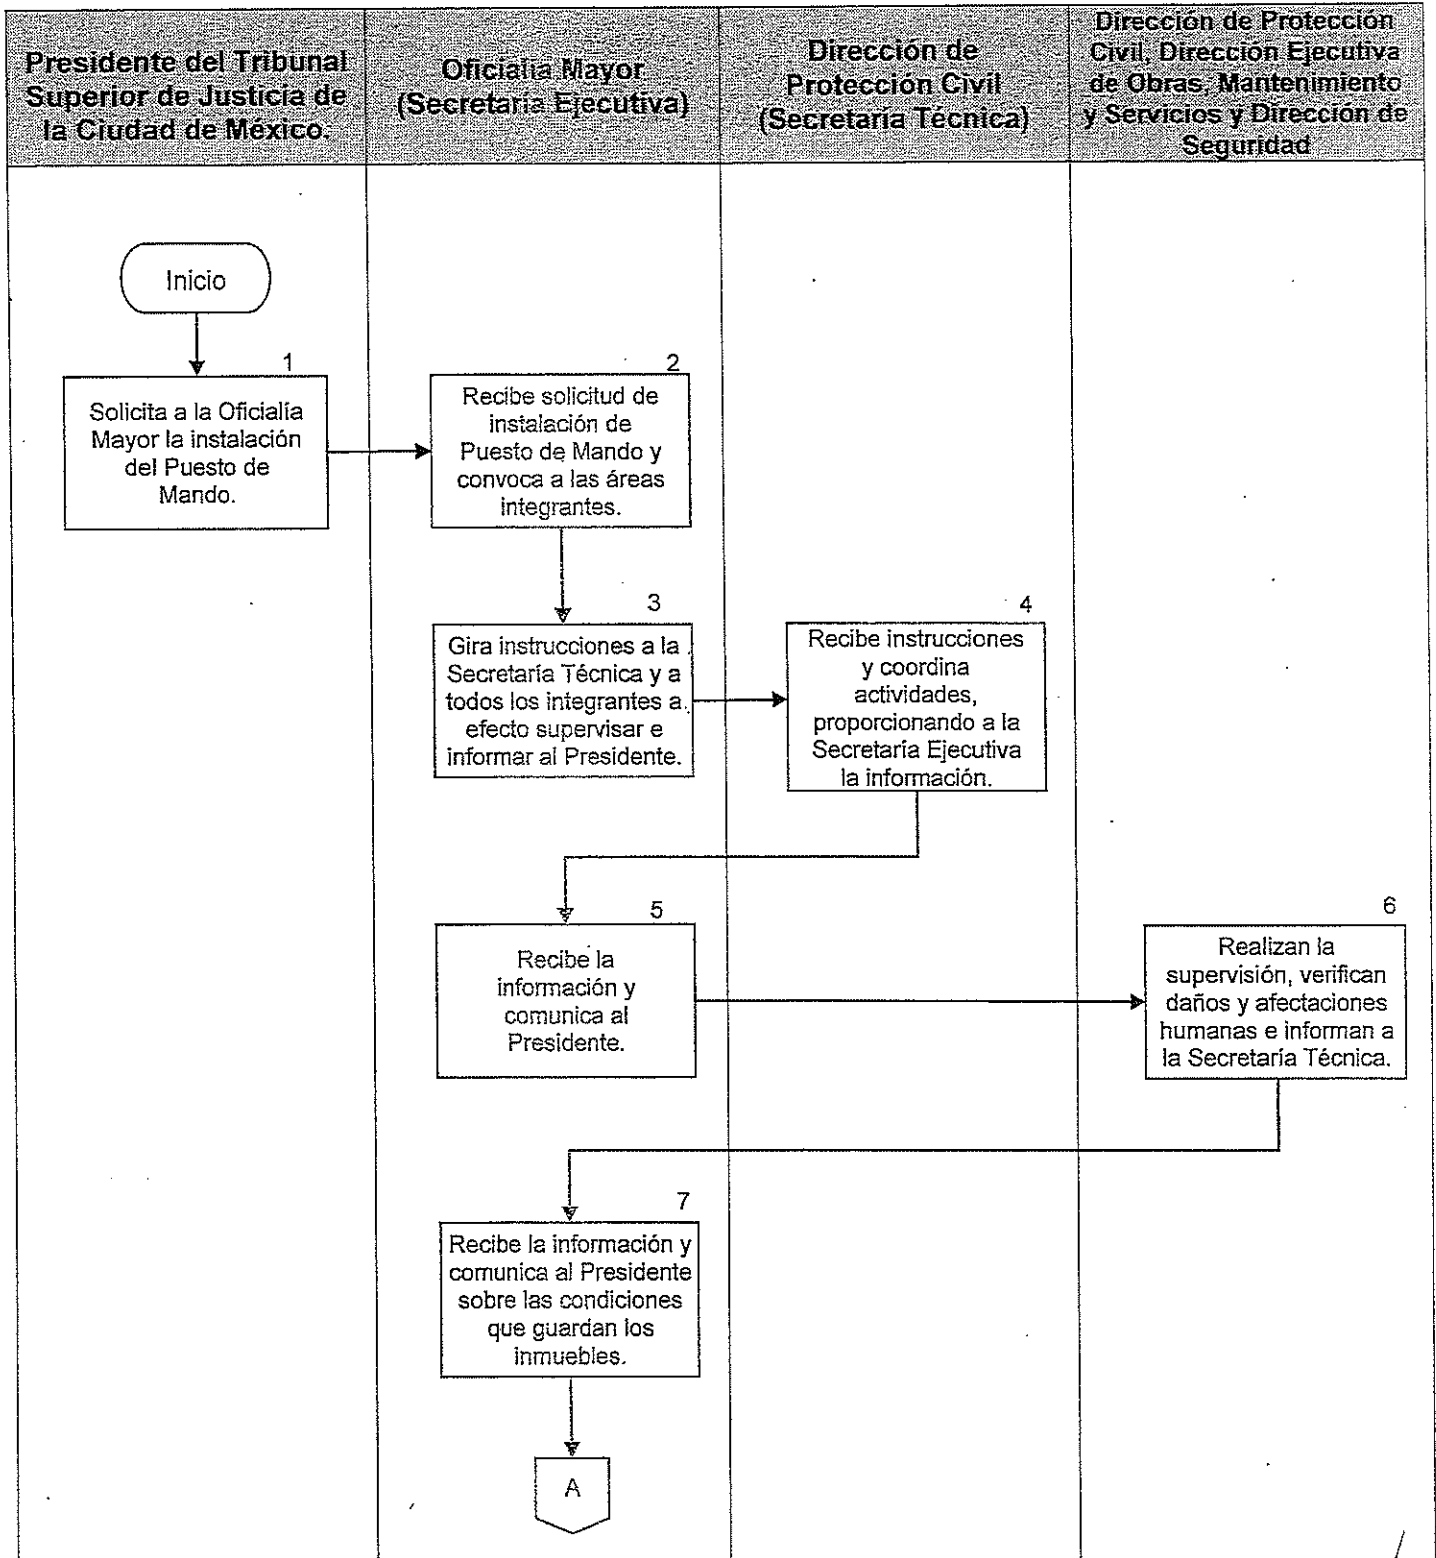 Presidente del Tribunal
Superior de Justicia de
la Ciudad de México.
Oficialía Mayor
(Secretaría Ejecutiva)
Dirección de
Protección Civil
(Secretaría Técnica)
Dirección de Protección
Civil, Dirección Ejecutiva
de Obras, Mantenimiento
y Servicios y Dirección de
Seguridad
Inicio
1
Solicita a la Oficialía
Mayor la instalación
del Puesto de
Mando.
2
Recibe solicitud de
instalación de
Puesto de Mando y
convoca a las áreas
integrantes.
3
Gira instrucciones a la
Secretaría Técnica y a
todos los integrantes a
efecto supervisar e
informar al Presidente.
4
Recibe instrucciones
y coordina
actividades,
proporcionando a la
Secretaría Ejecutiva
la información.
5
Recibe la
información y
comunica al
Presidente.
6
Realizan la
supervisión, verifican
daños y afectaciones
humanas e informan a
la Secretaría Técnica.
7
Recibe la información y
comunica al Presidente
sobre las condiciones
que guardan los
inmuebles.
A